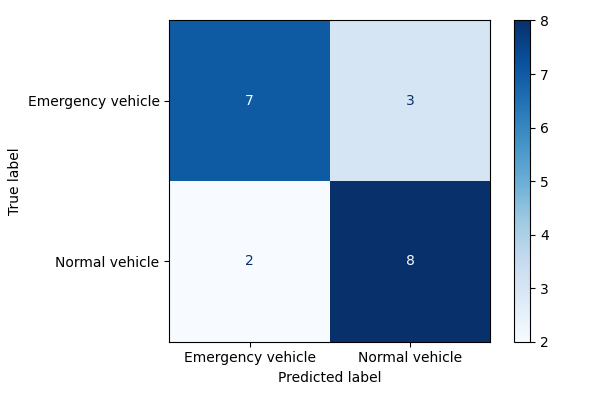 Emergency vehicle
Normal vehicle
True label
7 3
2 8
Emergency vehicle Normal vehicle
Predicted label
8
7
6
5
4
3
2